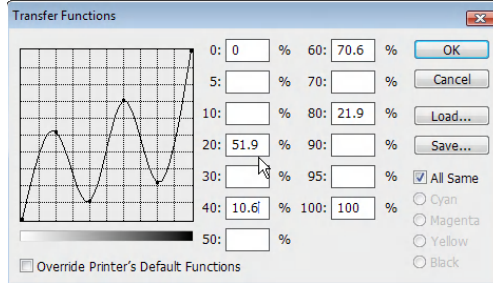 Transfer Functions
0: 0 % 60: 70.6 % OK
5: % 70: % Cancel
10: % 80: 21.9 % Load...
20: 51.9 % 90: % Save...
30: % 95: % All Same
40: 10.6 % 100: 100 % Cyan
Magenta
50: % Yellow
Override Printer's Default Functions Black